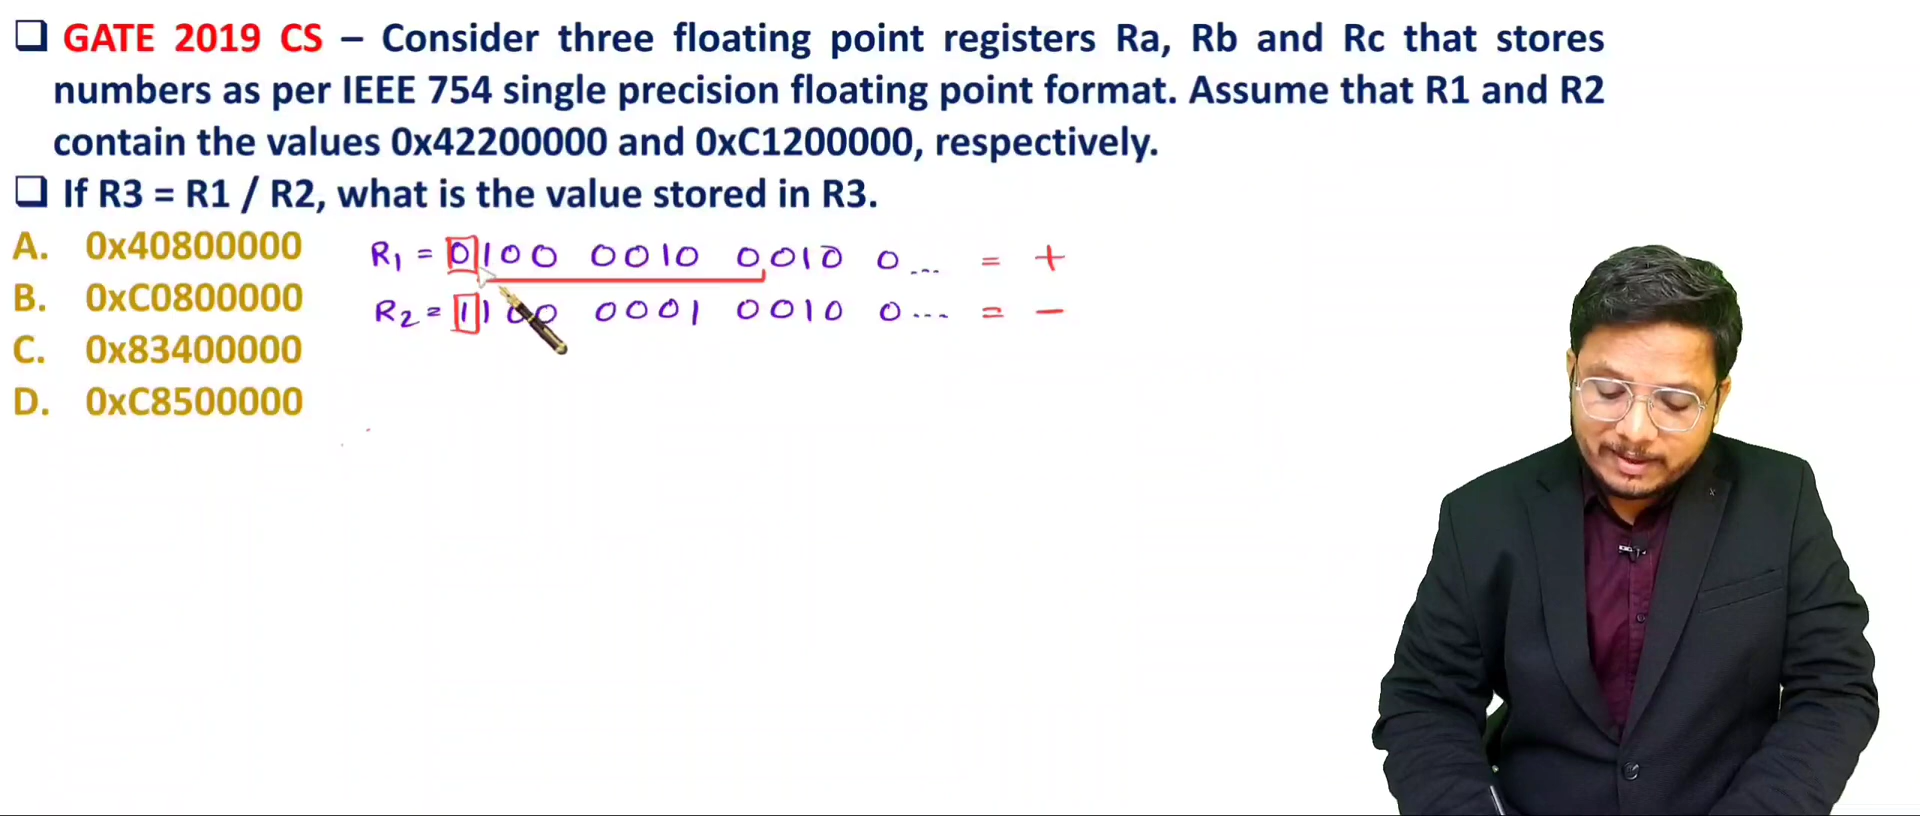 ❑ GATE 2019 CS – Consider three floating point registers Ra, Rb and Rc that stores
numbers as per IEEE 754 single precision floating point format. Assume that R1 and R2
contain the values 0x42200000 and 0xC1200000, respectively.
❑ If R3 = R1 / R2, what is the value stored in R3.
A. 0x40800000
B. 0xC0800000
C. 0x83400000
D. 0xC8500000
R1 = 0100 0010 0010 0... = +
R2 = 1100 0001 0010 0... = -